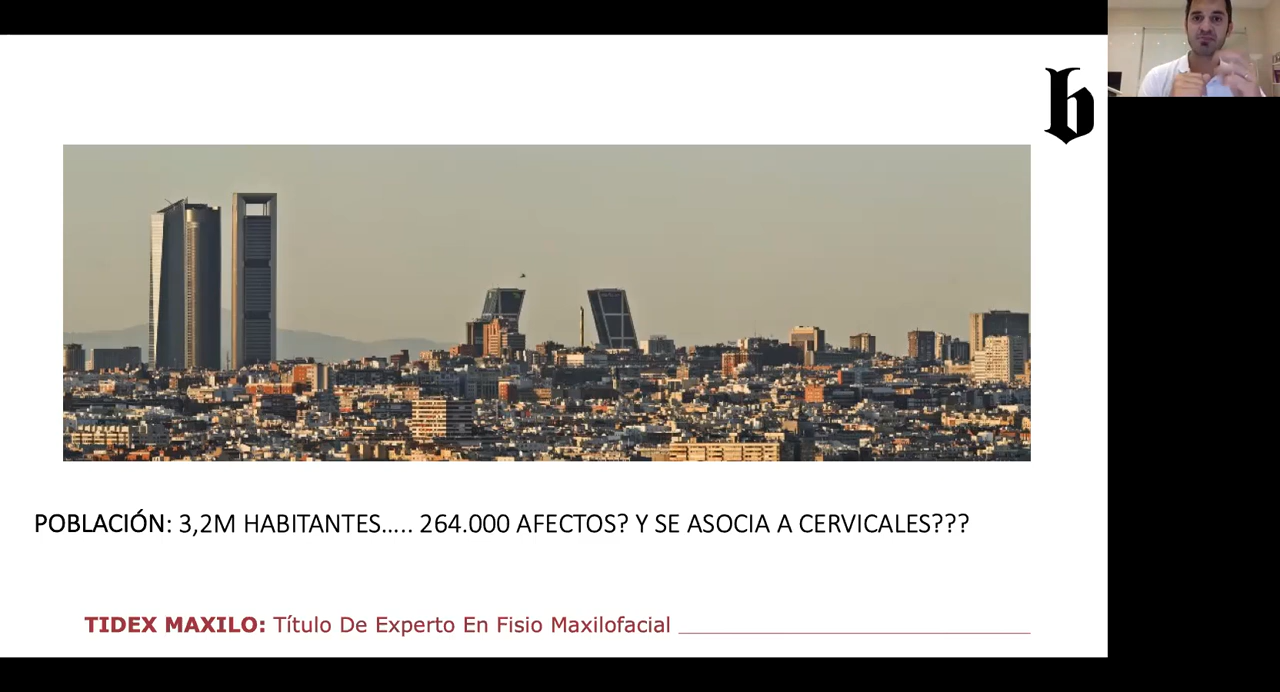 b
POBLACIÓN: 3,2M HABITANTES..... 264.000 AFECTOS? Y SE ASOCIA A CERVICALES???
TIDEX MAXILO: Título De Experto En Fisio Maxilofacial